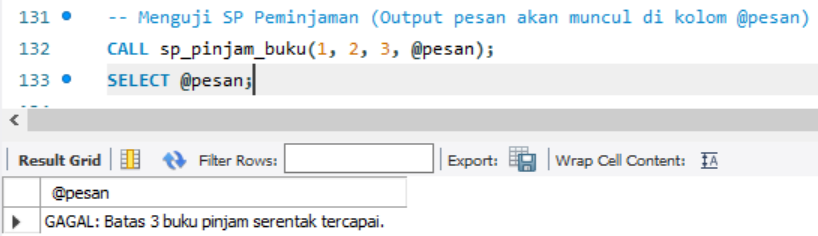 131 -- Menguji SP Peminjaman (Output pesan akan muncul di kolom @pesan)
132 CALL sp_pinjam_buku(1, 2, 3, @pesan);
133 SELECT @pesan;
Result Grid Filter Rows: Export: Wrap Cell Content:
@pesan
GAGAL: Batas 3 buku pinjam serentak tercapai.